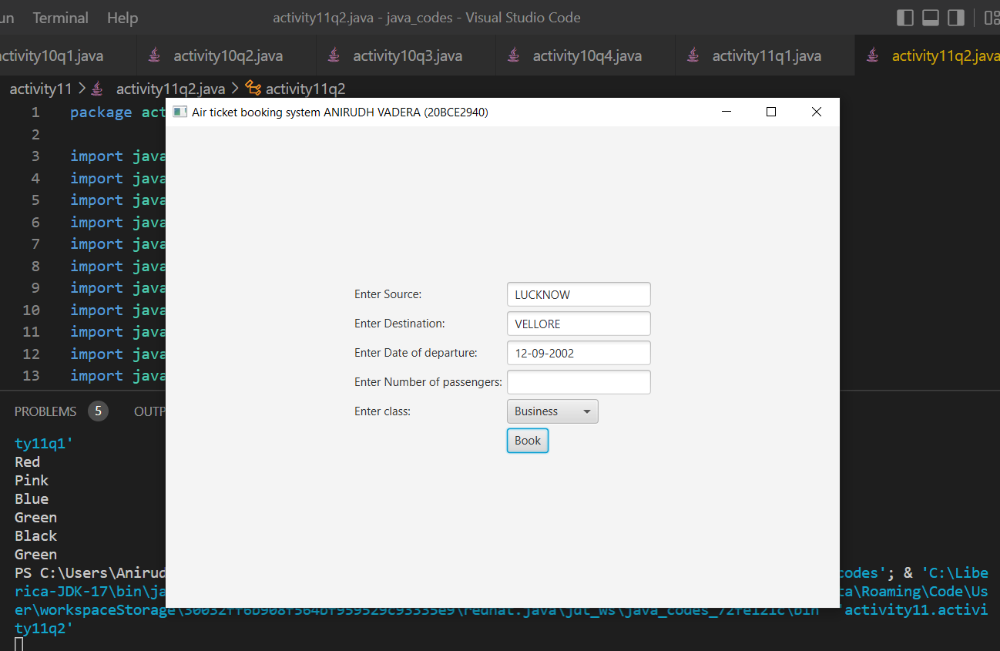 un Terminal Help activity11q2.java - java_codes - Visual Studio Code
activity10q1.java activity10q2.java activity10q3.java activity10q4.java activity11q1.java activity11q2.java
activity11 > activity11q2.java > activity11q2
1 package act
2
3 import java
4 import java
5 import java
6 import java
7 import java
8 import java
9 import java
10 import java
11 import java
12 import java
13 import java
Air ticket booking system ANIRUDH VADERA (20BCE2940)
Enter Source: LUCKNOW
Enter Destination: VELLORE
Enter Date of departure: 12-09-2002
Enter Number of passengers:
Enter class: Business
Book
PROBLEMS 5 OUTP
ty11q1'
Red
Pink
Blue
Green
Black
Green
PS C:\Users\Anirud codes'; & 'C:\Libe
rica-JDK-17\bin\ja ta\Roaming\Code\Us
er\workspaceStorage\ 'activity11.activi
ty11q2'